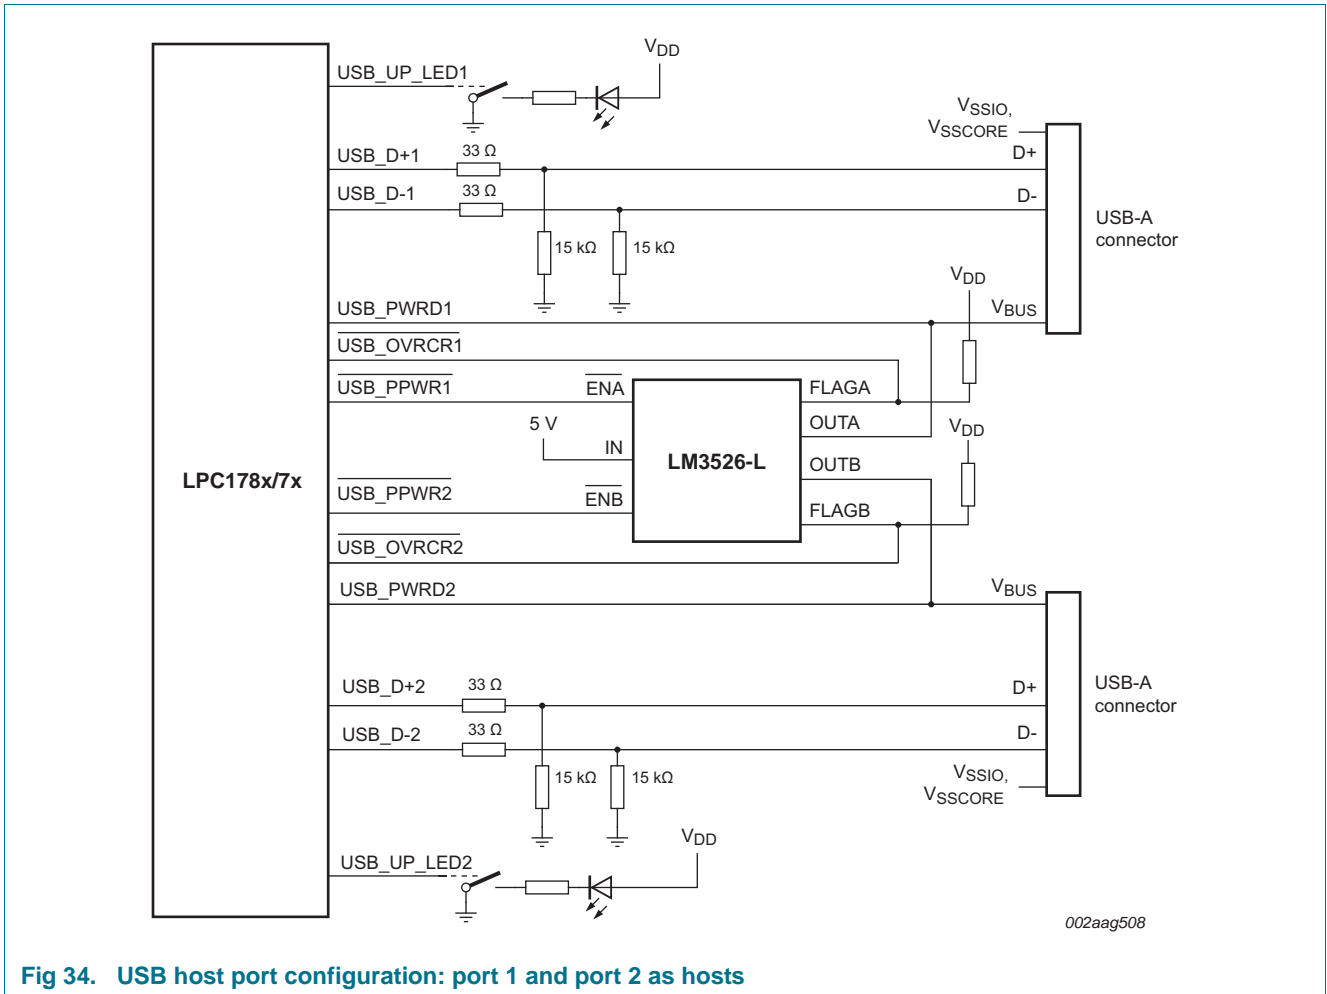 VDD
USB_UP_LED1
VSSIO,
VSSCORE
USB_D+1
33 Ω
D+
USB_D-1
33 Ω
D-
USB-A
connector
15 kΩ
15 kΩ
VDD
USB_PWRD1
VBUS
USB_OVRCR1
USB_PPWR1
ENA
FLAGA
5 V
OUTA
VDD
IN
LM3526-L
OUTB
LPC178x/7x
USB_PPWR2
ENB
FLAGB
USB_OVRCR2
USB_PWRD2
VBUS
USB_D+2
33 Ω
D+
USB-A
connector
USB_D-2
33 Ω
D-
15 kΩ
15 kΩ
VSSIO,
VSSCORE
VDD
USB_UP_LED2
002aag508
Fig 34. USB host port configuration: port 1 and port 2 as hosts